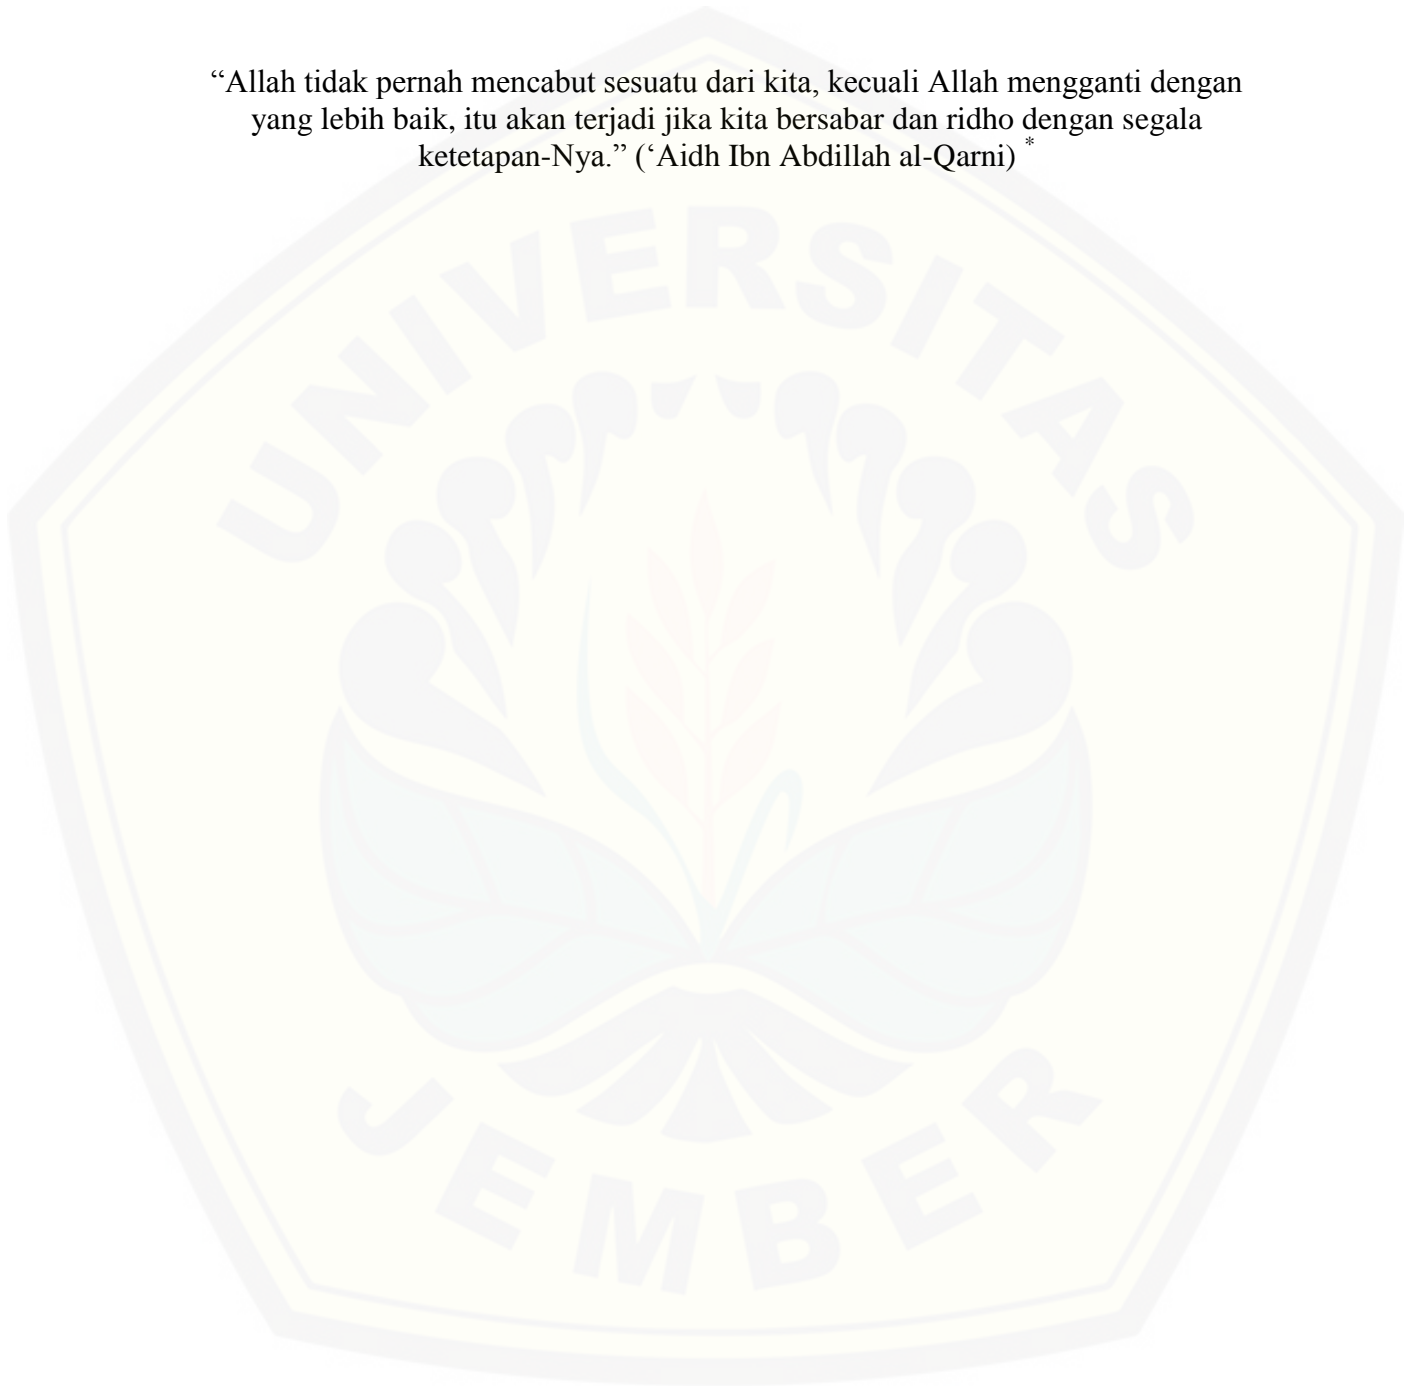 “Allah tidak pernah mencabut sesuatu dari kita, kecuali Allah mengganti dengan
yang lebih baik, itu akan terjadi jika kita bersabar dan ridho dengan segala
ketetapan-Nya.” (‘Aidh Ibn Abdillah al-Qarni) *
UNIVERSITAS
JEMBER